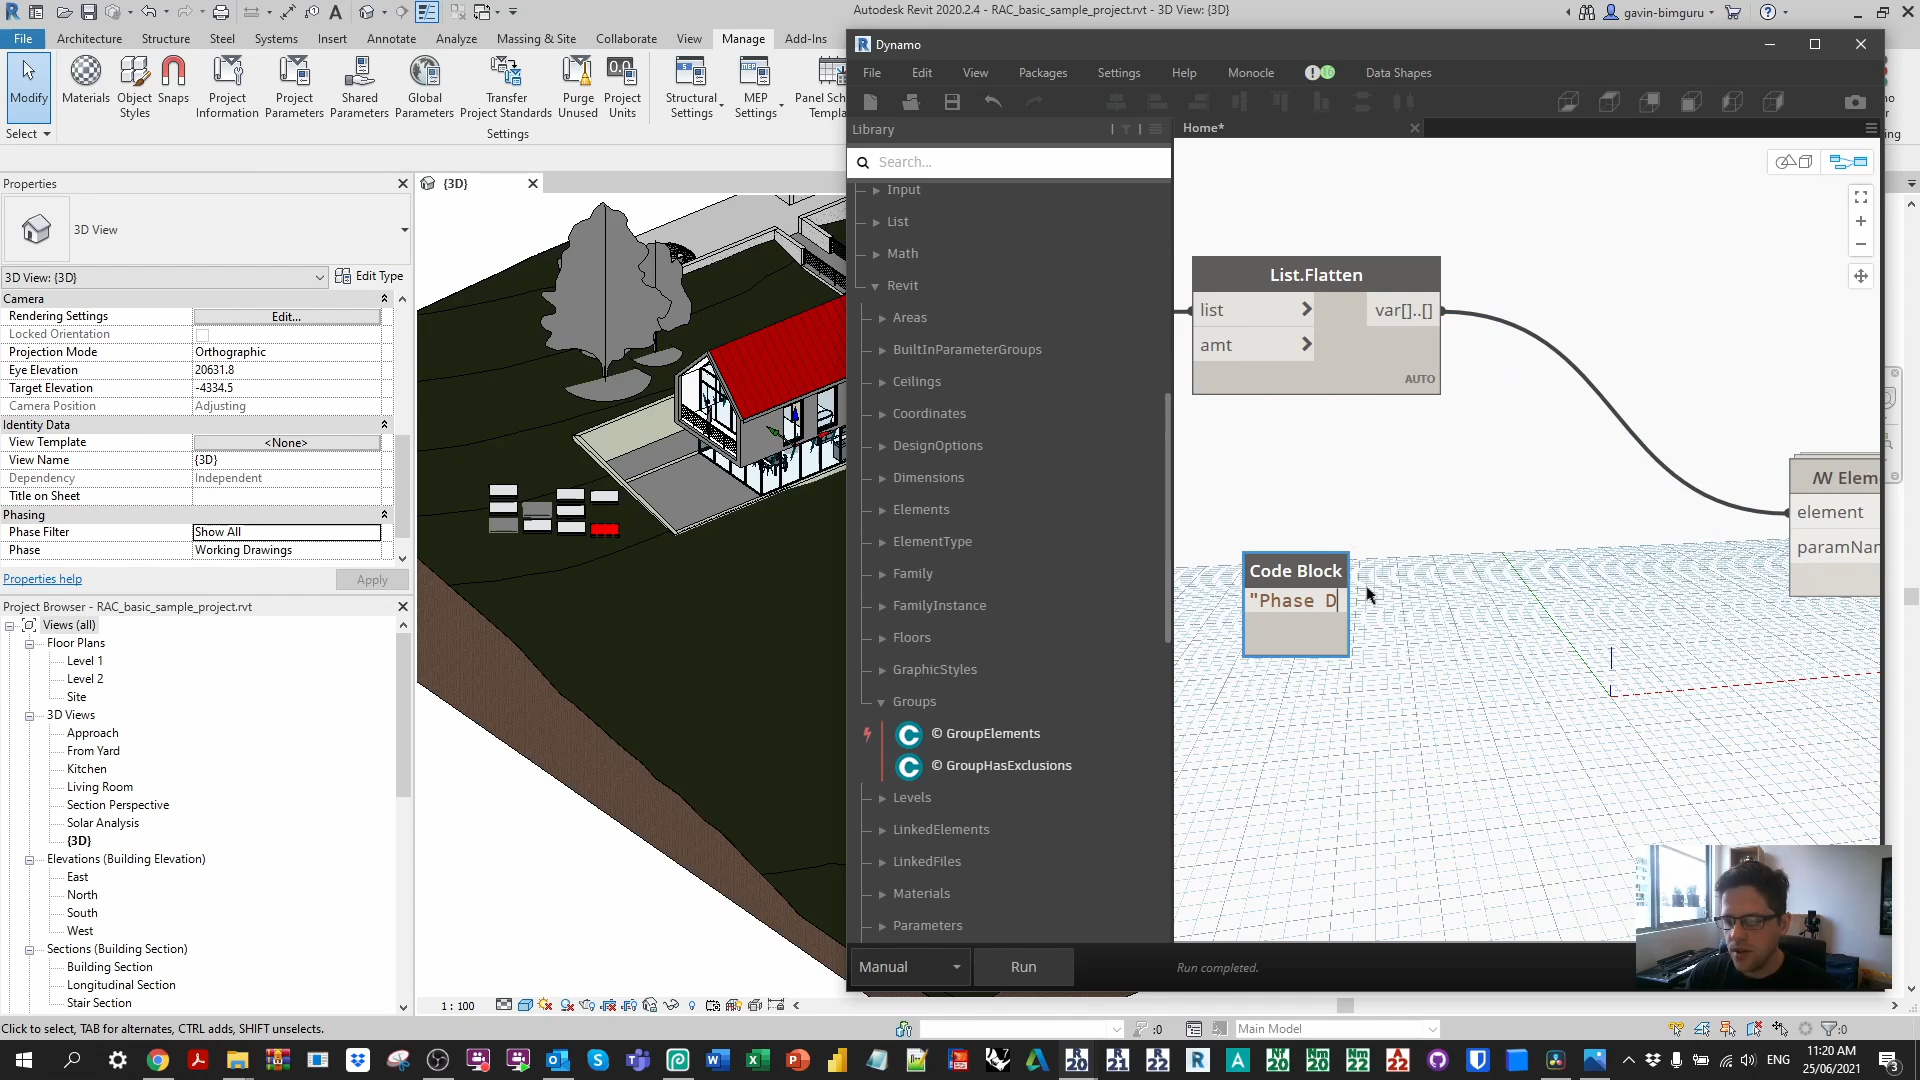 Autodesk Revit 2020.2.4 - RAC_basic_sample_project.rvt - 3D View: {3D}
gavin-bimguru
File
Architecture
Structure
Steel
Systems
Insert
Annotate
Analyze
Massing & Site
Collaborate
View
Manage
Add-Ins
Modify
Materials
Object Styles
Snaps
Project Information
Project Parameters
Shared Parameters
Global Parameters
Transfer Project Standards
Purge Unused
Project Units
Structural Settings
MEP Settings
Select
Settings
Properties
3D View
3D View: {3D}
Edit Type
Camera
Rendering Settings
Edit...
Locked Orientation
Projection Mode
Orthographic
Eye Elevation
20631.8
Target Elevation
-4334.5
Camera Position
Adjusting
Identity Data
View Template
<None>
View Name
{3D}
Dependency
Independent
Title on Sheet
Phasing
Phase Filter
Show All
Phase
Working Drawings
Properties help
Apply
Project Browser - RAC_basic_sample_project.rvt
Views (all)
Floor Plans
Level 1
Level 2
Site
3D Views
Approach
From Yard
Kitchen
Living Room
Section Perspective
Solar Analysis
{3D}
Elevations (Building Elevation)
East
North
South
West
Sections (Building Section)
Building Section
Longitudinal Section
Stair Section
{3D}
1 : 100
Dynamo
File
Edit
View
Packages
Settings
Help
Monocle
Data Shapes
Library
Home*
Search...
Input
List
Math
Revit
Areas
BuiltInParameterGroups
Ceilings
Coordinates
DesignOptions
Dimensions
Elements
ElementType
Family
FamilyInstance
Floors
GraphicStyles
Groups
© GroupElements
© GroupHasExclusions
Levels
LinkedElements
LinkedFiles
Materials
Parameters
Manual
Run
Run completed.
List.Flatten
list
var[]..[]
amt
AUTO
Code Block
"Phase D
element
Click to select, TAB for alternates, CTRL adds, SHIFT unselects.
:0
Main Model
:0
ENG
11:20 AM
25/06/2021